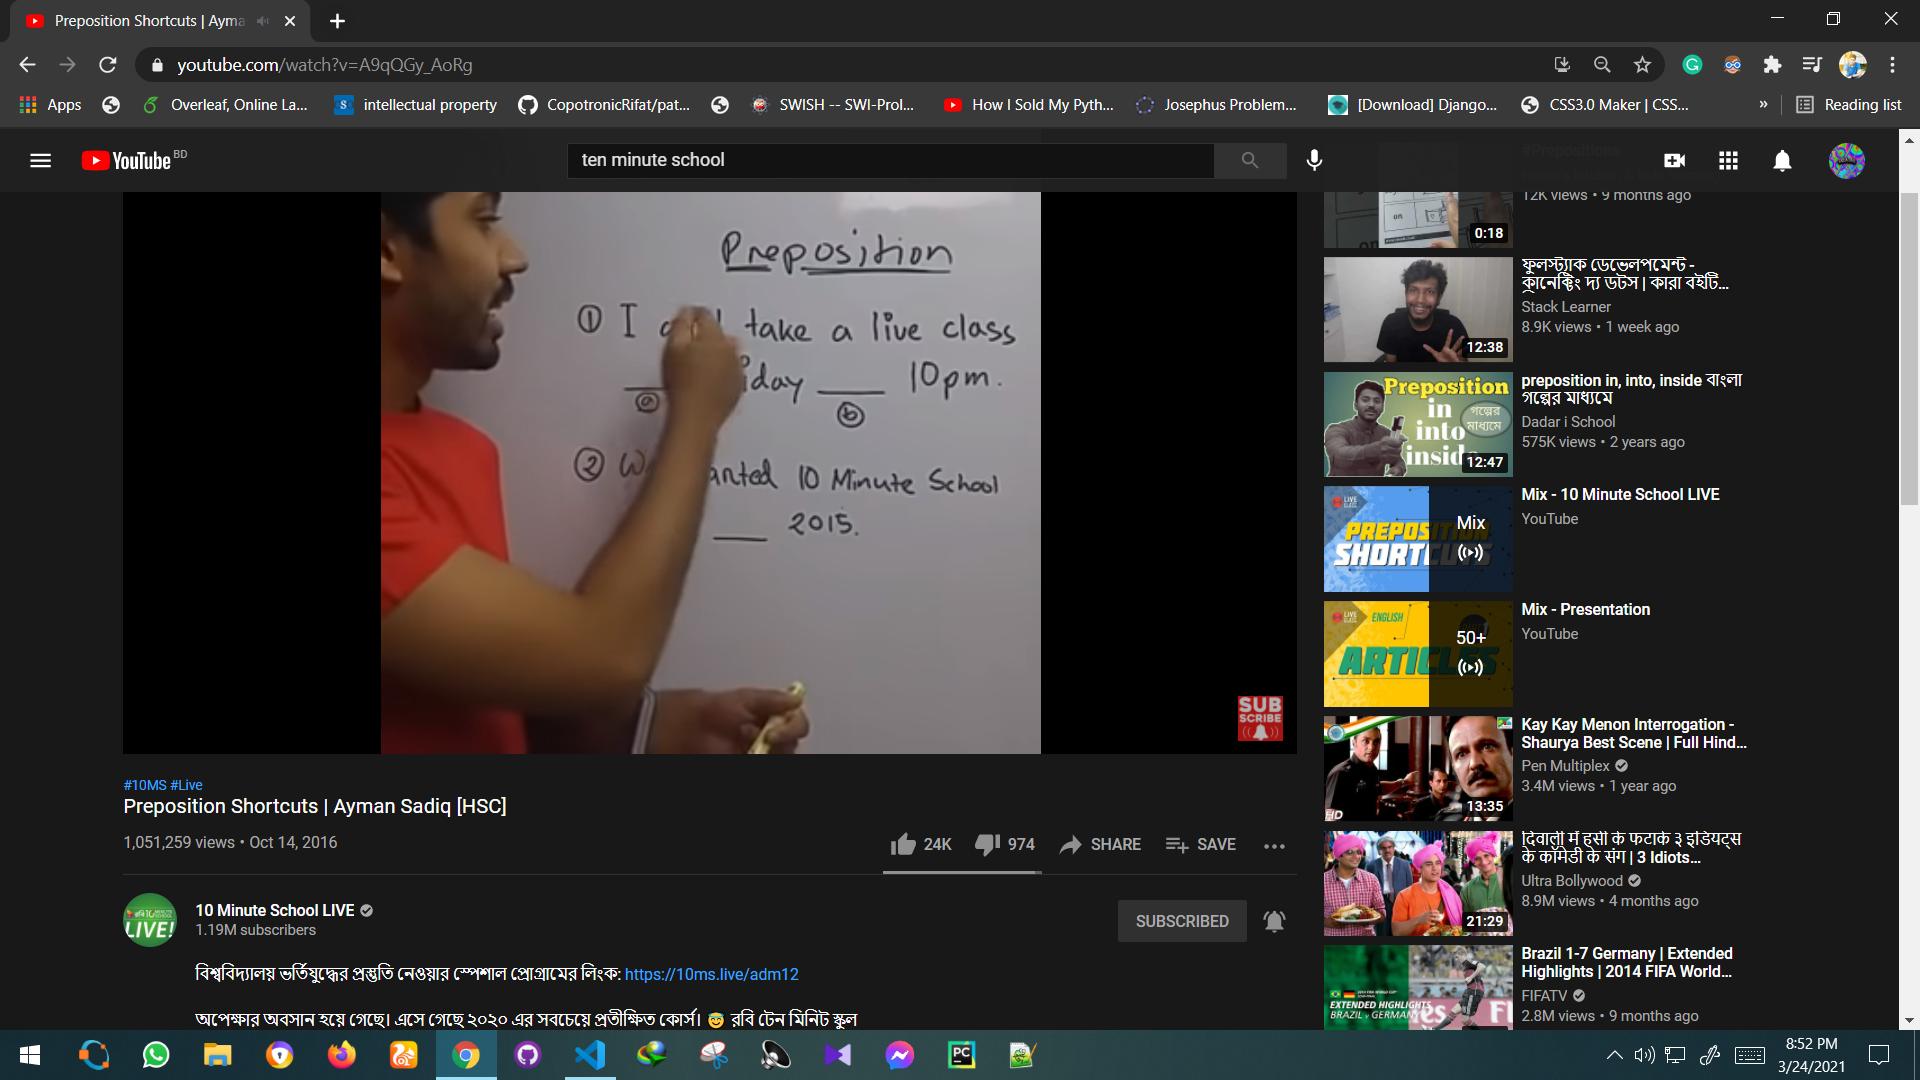 Preposition Shortcuts | Ayma
youtube.com/watch?v=A9qQGy_AoRg
Apps
Overleaf, Online La...
intellectual property
CopotronicRifat/pat...
SWISH -- SWI-Prol...
How I Sold My Pyth...
Josephus Problem...
[Download] Django...
CSS3.0 Maker | CSS...
»
Reading list
YouTube BD
ten minute school
Preposition
① I take a live class
ⓐ ___ ⓑ 10pm.
② 10 Minute School
___ 2015.
SUB
SCRIBE
#10MS #Live
Preposition Shortcuts | Ayman Sadiq [HSC]
1,051,259 views • Oct 14, 2016
24K
974
SHARE
SAVE
10 MINUTE SCHOOL
LIVE!
10 Minute School LIVE
1.19M subscribers
SUBSCRIBED
বিশ্ববিদ্যালয় ভর্তিযুদ্ধের প্রস্তুতি নেওয়ার স্পেশাল প্রোগ্রামের লিংক: https://10ms.live/adm12
অপেক্ষার অবসান হয়ে গেছে। এসে গেছে ২০২০ এর সবচেয়ে প্রতীক্ষিত কোর্স। 😇 রবি টেন মিনিট স্কুল
12K views • 9 months ago
on
0:18
ফুলস্ট্যাক ডেভেলপমেন্ট -
কানেক্টিং দ্য ডটস | কারা বইটি...
Stack Learner
8.9K views • 1 week ago
12:38
Preposition
in
into
inside
গল্পের
মাধ্যমে
12:47
preposition in, into, inside বাংলা
গল্পের মাধ্যমে
Dadar i School
575K views • 2 years ago
LIVE
CLASS
PREPOSITION
SHORTCUTS
Mix
Mix - 10 Minute School LIVE
YouTube
LIVE
CLASS
ENGLISH
ARTICLES
50+
Mix - Presentation
YouTube
HD
13:35
Kay Kay Menon Interrogation -
Shaurya Best Scene | Full Hind...
Pen Multiplex
3.4M views • 1 year ago
21:29
दिवाली में हंसी के फटाके ३ इडियट्स
के कॉमेडी के संग | 3 Idiots...
Ultra Bollywood
8.9M views • 4 months ago
EXTENDED HIGHLIGHTS
BRAZIL v GERMANY
Brazil 1-7 Germany | Extended
Highlights | 2014 FIFA World...
FIFATV
2.8M views • 9 months ago
PC
8:52 PM
3/24/2021